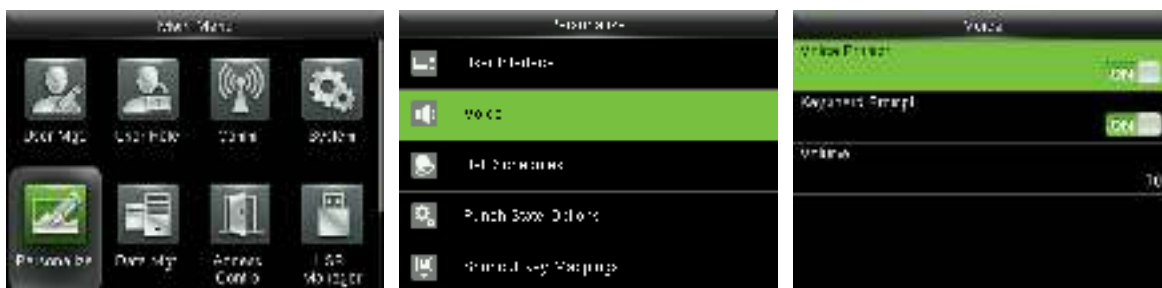 Main Menu
User Mgt. User Role Comm. System
Personalize Data Mgt. Access Control USB Manager
Personalize
User Interface
Voice
Bell Schedules
Punch State Options
Shortcut Key Mappings
Voice
Voice Prompt
ON
Keyboard Prompt
ON
Volume
70